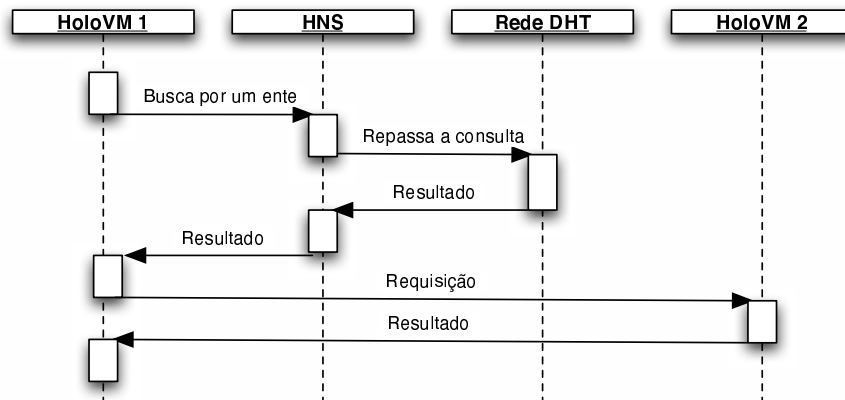 HoloVM 1
HNS
Rede DHT
HoloVM 2
Busca por um ente
Repassa a consulta
Resultado
Resultado
Requisição
Resultado